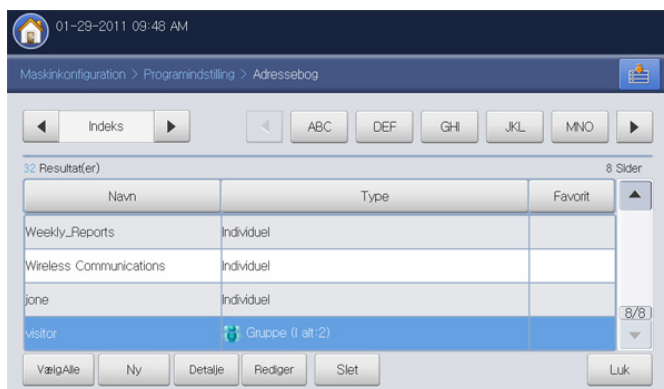 01-29-2011 09:48 AM
Maskinkonfiguration > Programindstilling > Adressebog
Indeks ABC DEF GHI JKL MNO
32 Resultat(er) 8 Sider
Navn Type Favorit
Weekly_Reports Individuel
Wireless Communications Individuel
jone Individuel
8/8
visitor Gruppe (I alt:2)
VælgAlle Ny Detalje Rediger Slet Luk